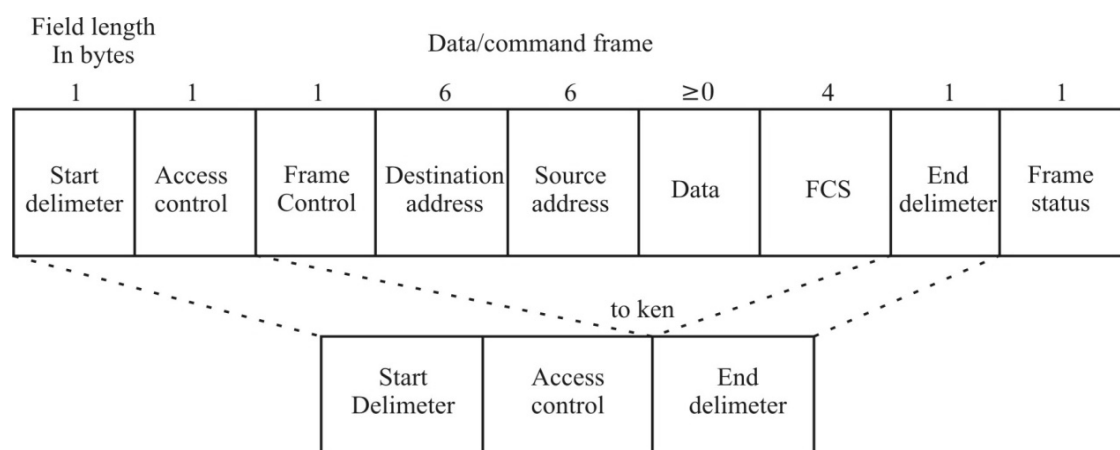 Field length
In bytes
Data/command frame
1 1 1 6 6 ≥0 4 1 1
Start
delimeter
Access
control
Frame
Control
Destination
address
Source
address
Data
FCS
End
delimeter
Frame
status
to ken
Start
Delimeter
Access
control
End
delimeter